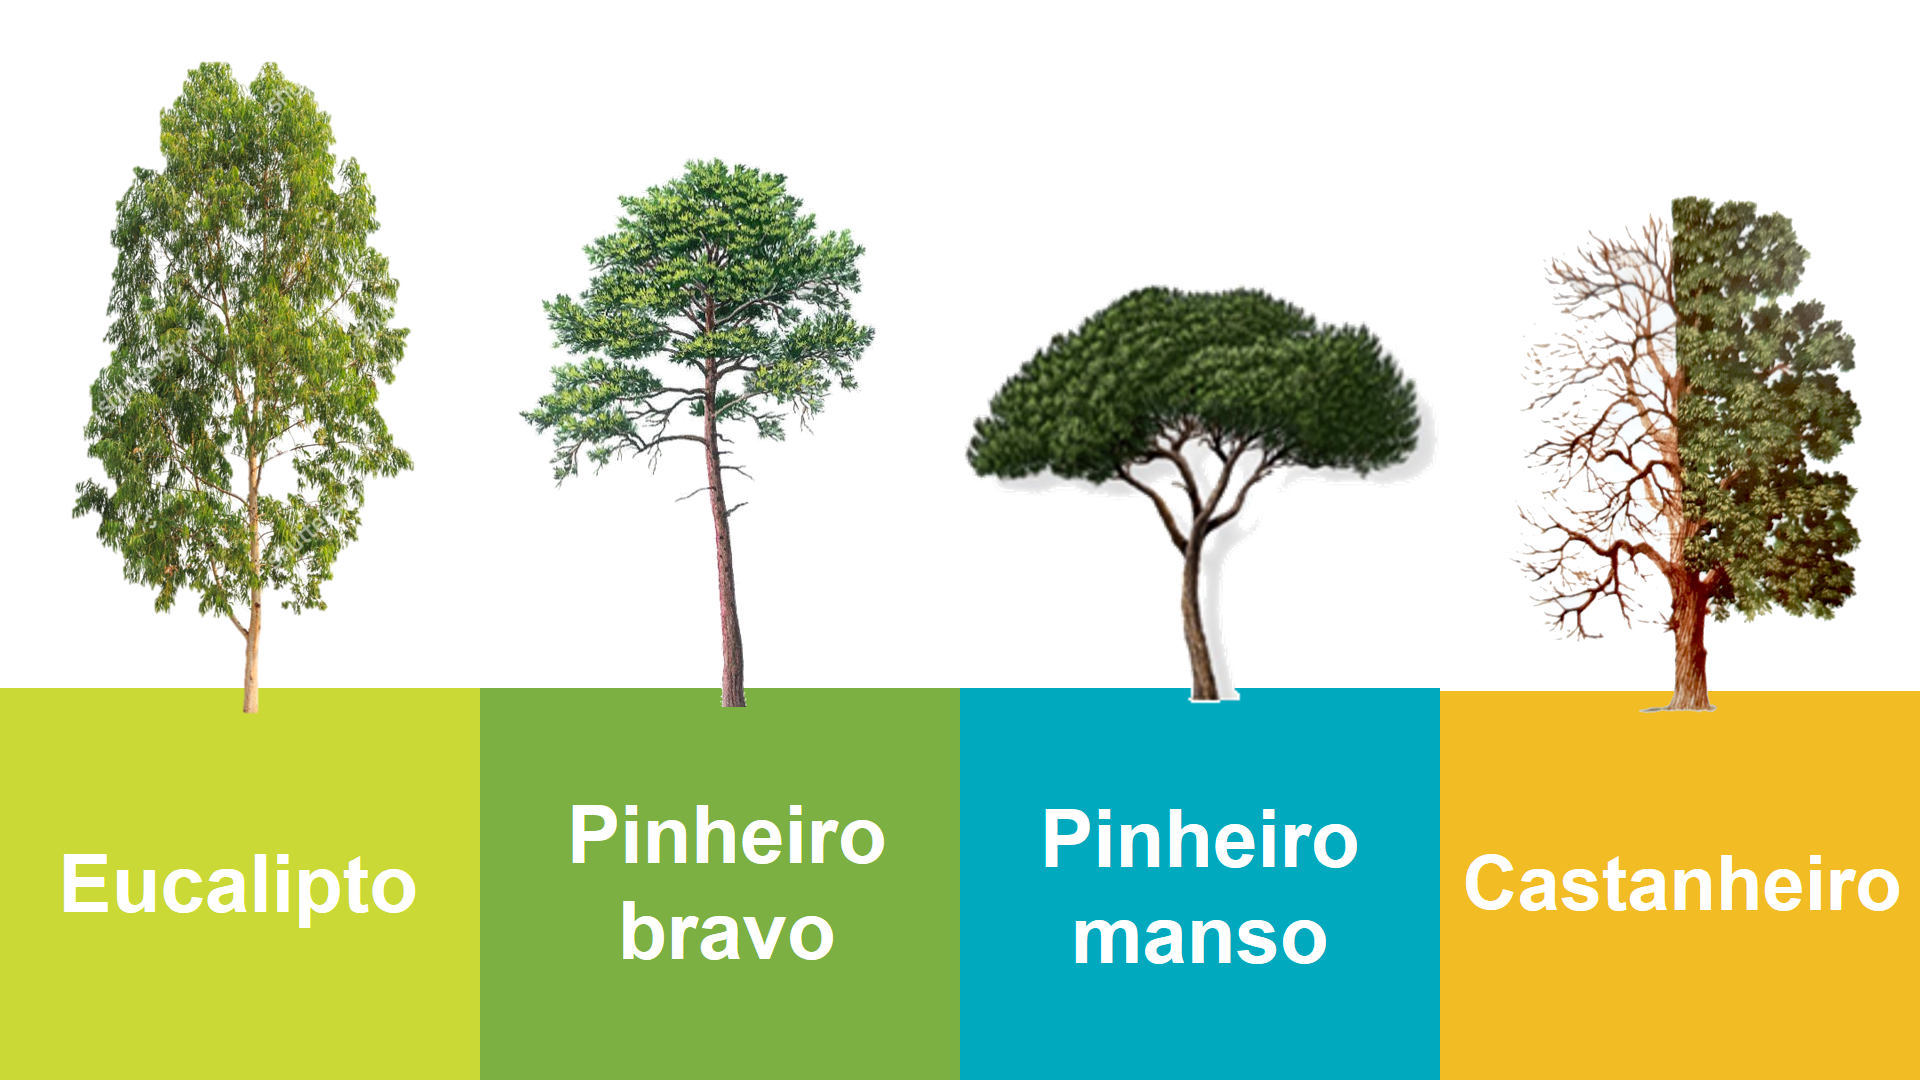 Eucalipto
Pinheiro
bravo
Pinheiro
manso
Castanheiro